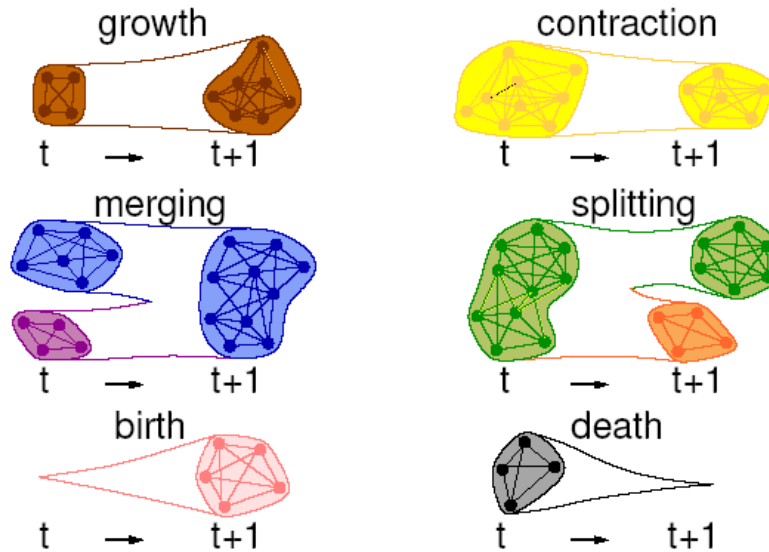 growth
t → t+1
contraction
t → t+1
merging
t → t+1
splitting
t → t+1
birth
t → t+1
death
t → t+1